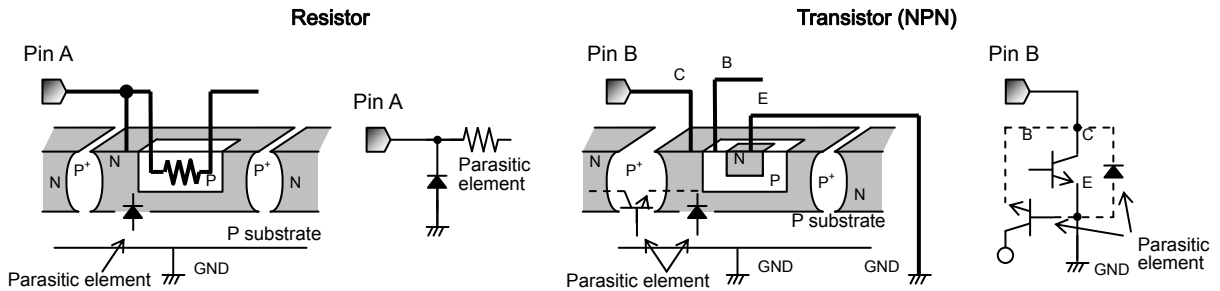 Resistor
Transistor (NPN)
Pin A
Pin A
Parasitic element
N
P+
N
P
P+
N
P substrate
Parasitic element
GND
Pin B
C
B
E
N
P+
N
P
P+
N
P substrate
Parasitic element
GND
GND
Pin B
B
C
E
Parasitic element
GND